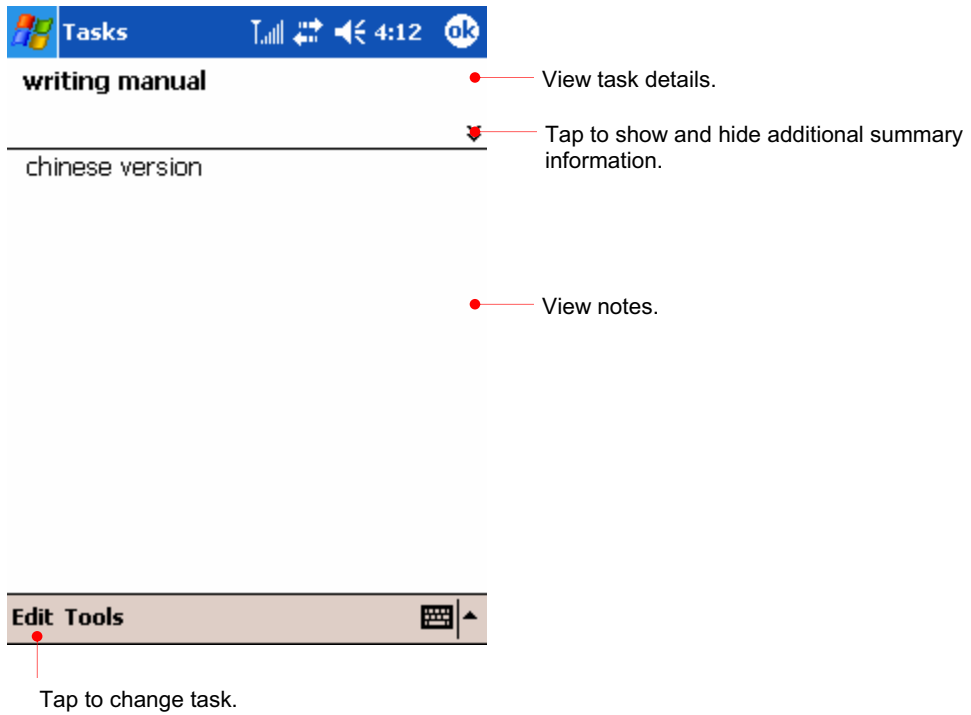 Tasks 4:12 ok
writing manual
View task details.
Tap to show and hide additional summary
information.
chinese version
View notes.
Edit Tools
Tap to change task.